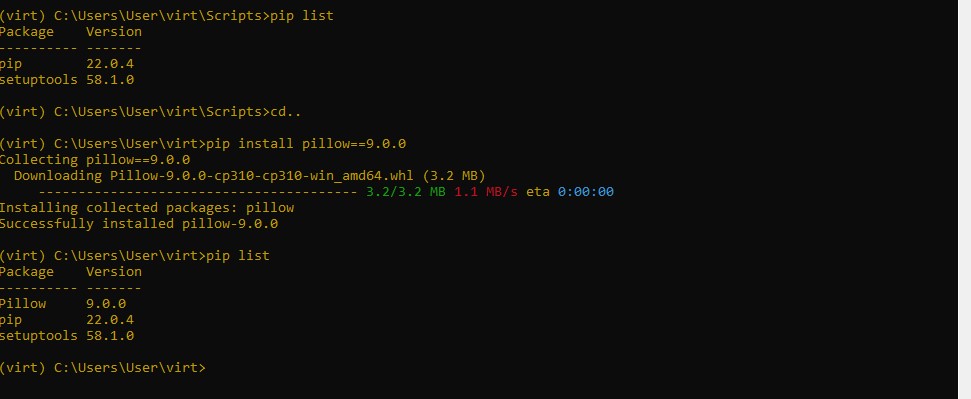 (virt) C:\Users\User\virt\Scripts>pip list
Package    Version
---------- -------
pip        22.0.4
setuptools 58.1.0
(virt) C:\Users\User\virt\Scripts>cd..
(virt) C:\Users\User\virt>pip install pillow==9.0.0
Collecting pillow==9.0.0
  Downloading Pillow-9.0.0-cp310-cp310-win_amd64.whl (3.2 MB)
     ---------------------------------------- 3.2/3.2 MB 1.1 MB/s eta 0:00:00
Installing collected packages: pillow
Successfully installed pillow-9.0.0
(virt) C:\Users\User\virt>pip list
Package    Version
---------- -------
Pillow     9.0.0
pip        22.0.4
setuptools 58.1.0
(virt) C:\Users\User\virt>